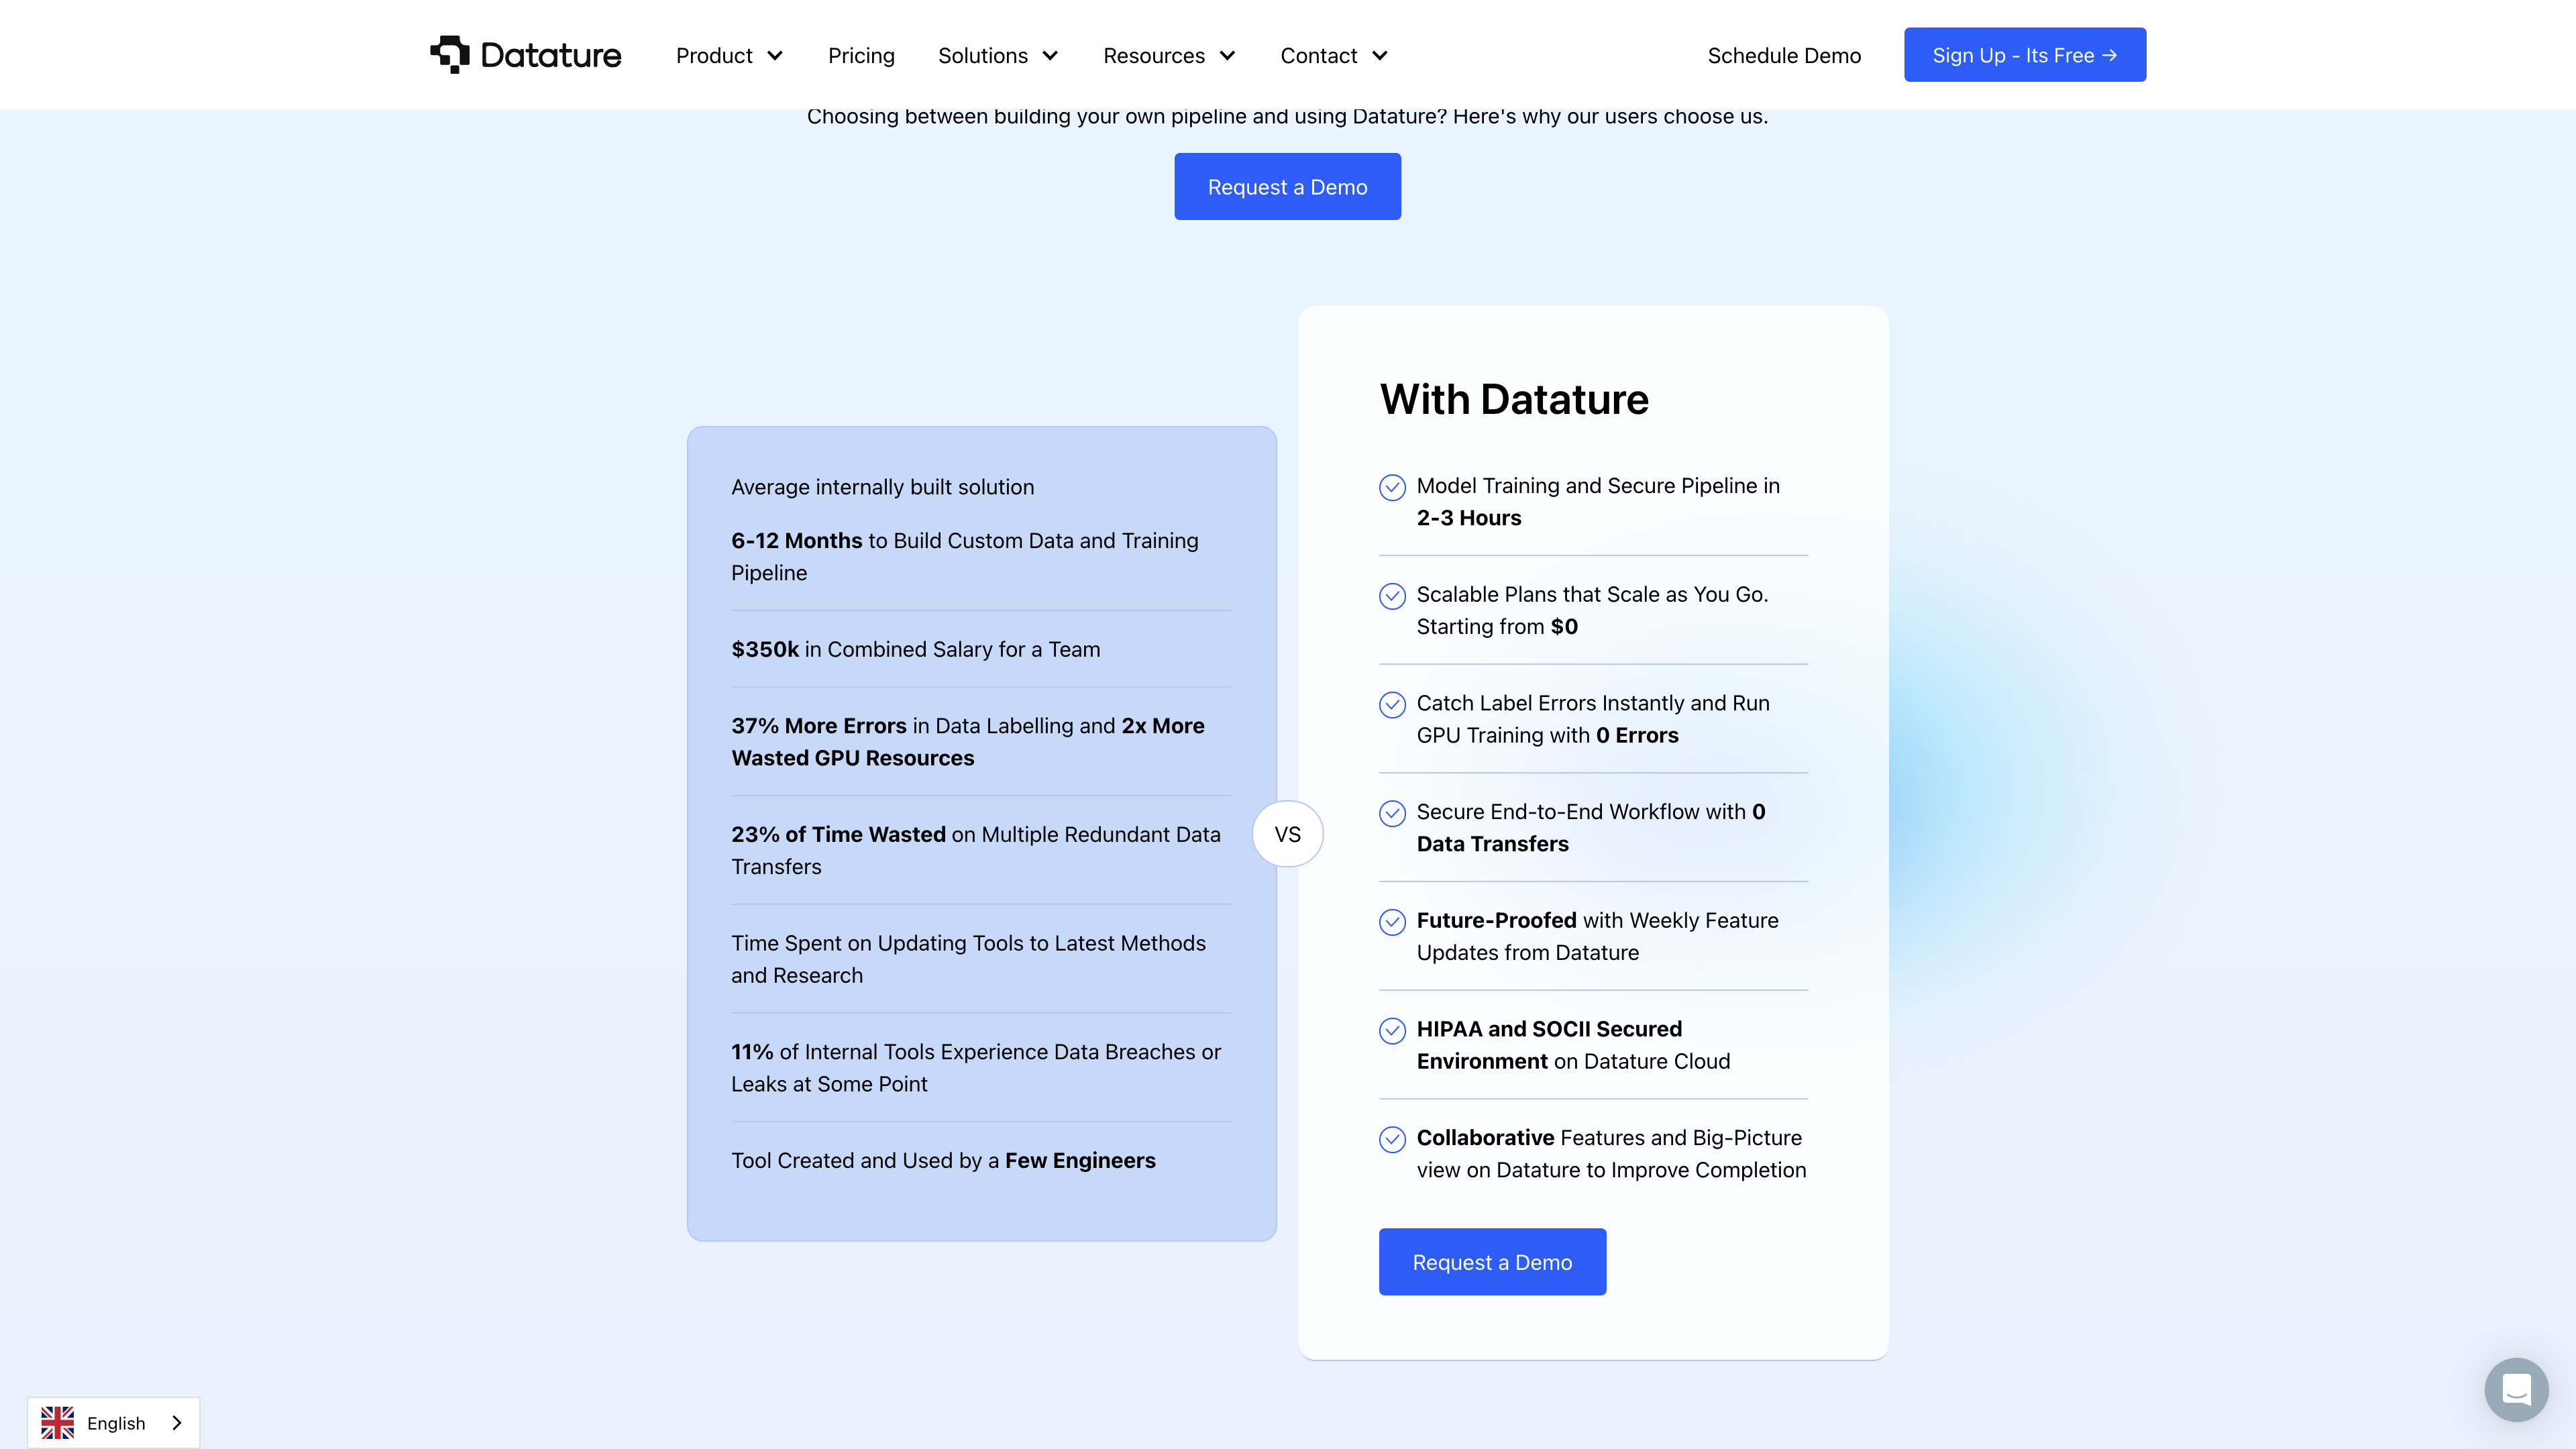 Datature
Product
Pricing
Solutions
Resources
Contact
Schedule Demo
Sign Up - Its Free →
Choosing between building your own pipeline and using Datature? Here's why our users choose us.
Request a Demo
Average internally built solution
6-12 Months to Build Custom Data and Training
Pipeline
$350k in Combined Salary for a Team
37% More Errors in Data Labelling and 2x More
Wasted GPU Resources
23% of Time Wasted on Multiple Redundant Data
Transfers
Time Spent on Updating Tools to Latest Methods
and Research
11% of Internal Tools Experience Data Breaches or
Leaks at Some Point
Tool Created and Used by a Few Engineers
VS
With Datature
Model Training and Secure Pipeline in
2-3 Hours
Scalable Plans that Scale as You Go.
Starting from $0
Catch Label Errors Instantly and Run
GPU Training with 0 Errors
Secure End-to-End Workflow with 0
Data Transfers
Future-Proofed with Weekly Feature
Updates from Datature
HIPAA and SOCII Secured
Environment on Datature Cloud
Collaborative Features and Big-Picture
view on Datature to Improve Completion
Request a Demo
English